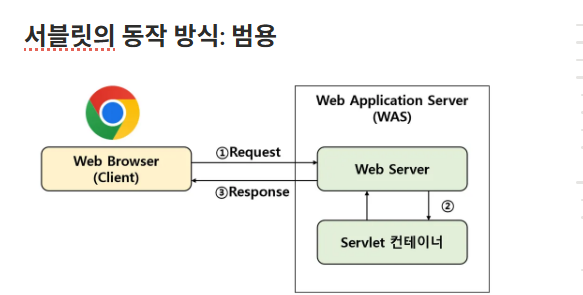 서블릿의 동작 방식: 범용
Web Application Server
(WAS)
Web Browser
(Client)
①Request
③Response
Web Server
②
Servlet 컨테이너